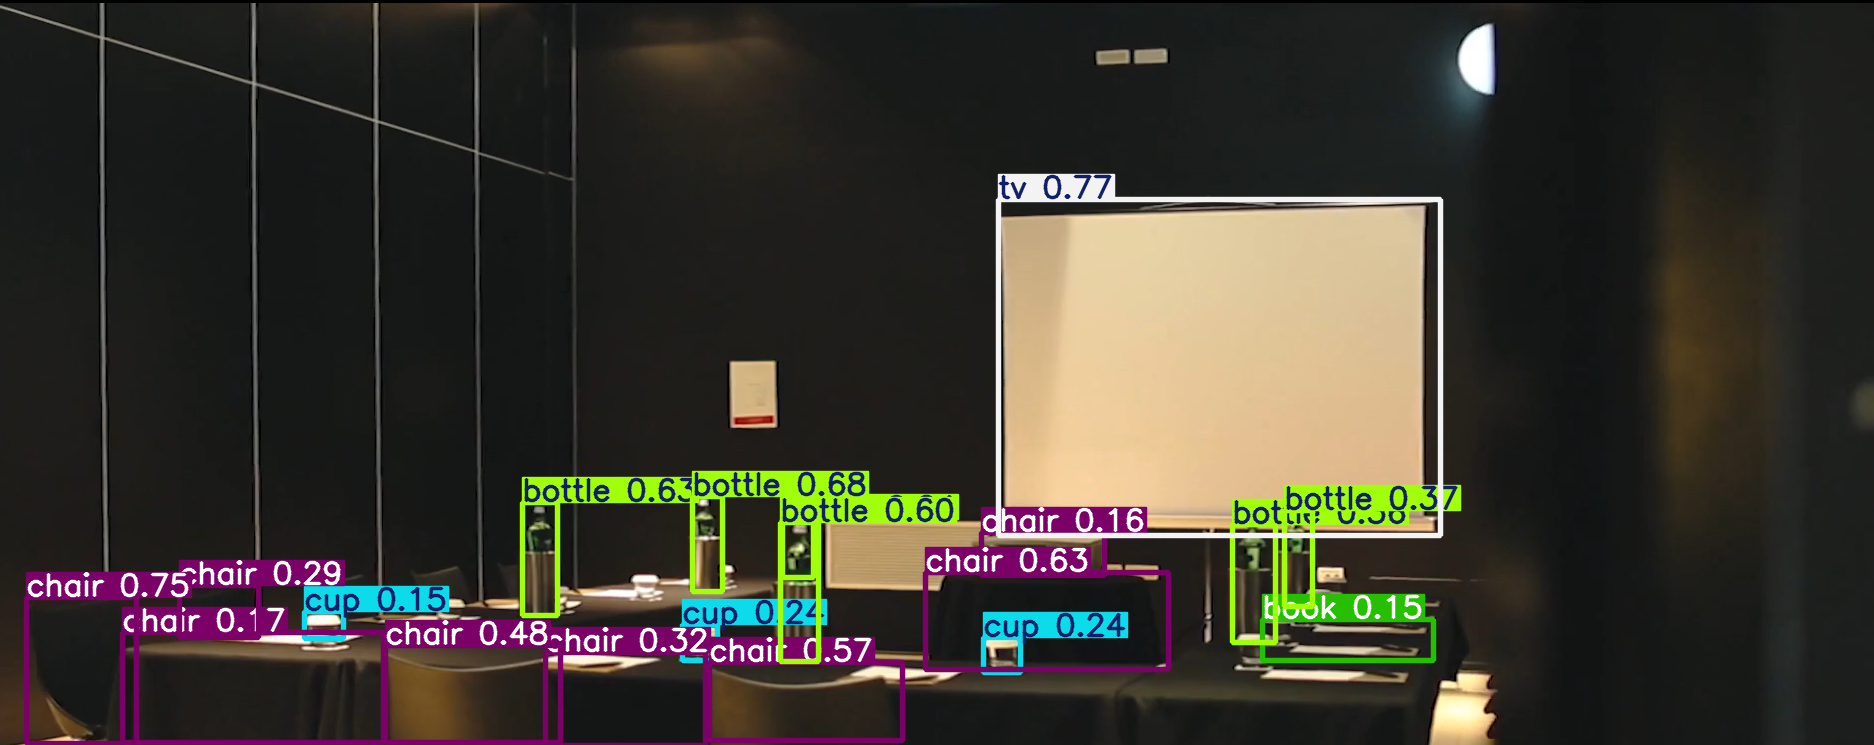 tv 0.77
bottle 0.63
bottle 0.68
bottle 0.60
bottle 0.37
chair 0.16
chair 0.63
chair 0.75
chair 0.29
cup 0.15
chair 0.17
cup 0.24
cup 0.24
book 0.15
chair 0.48
chair 0.32
chair 0.57